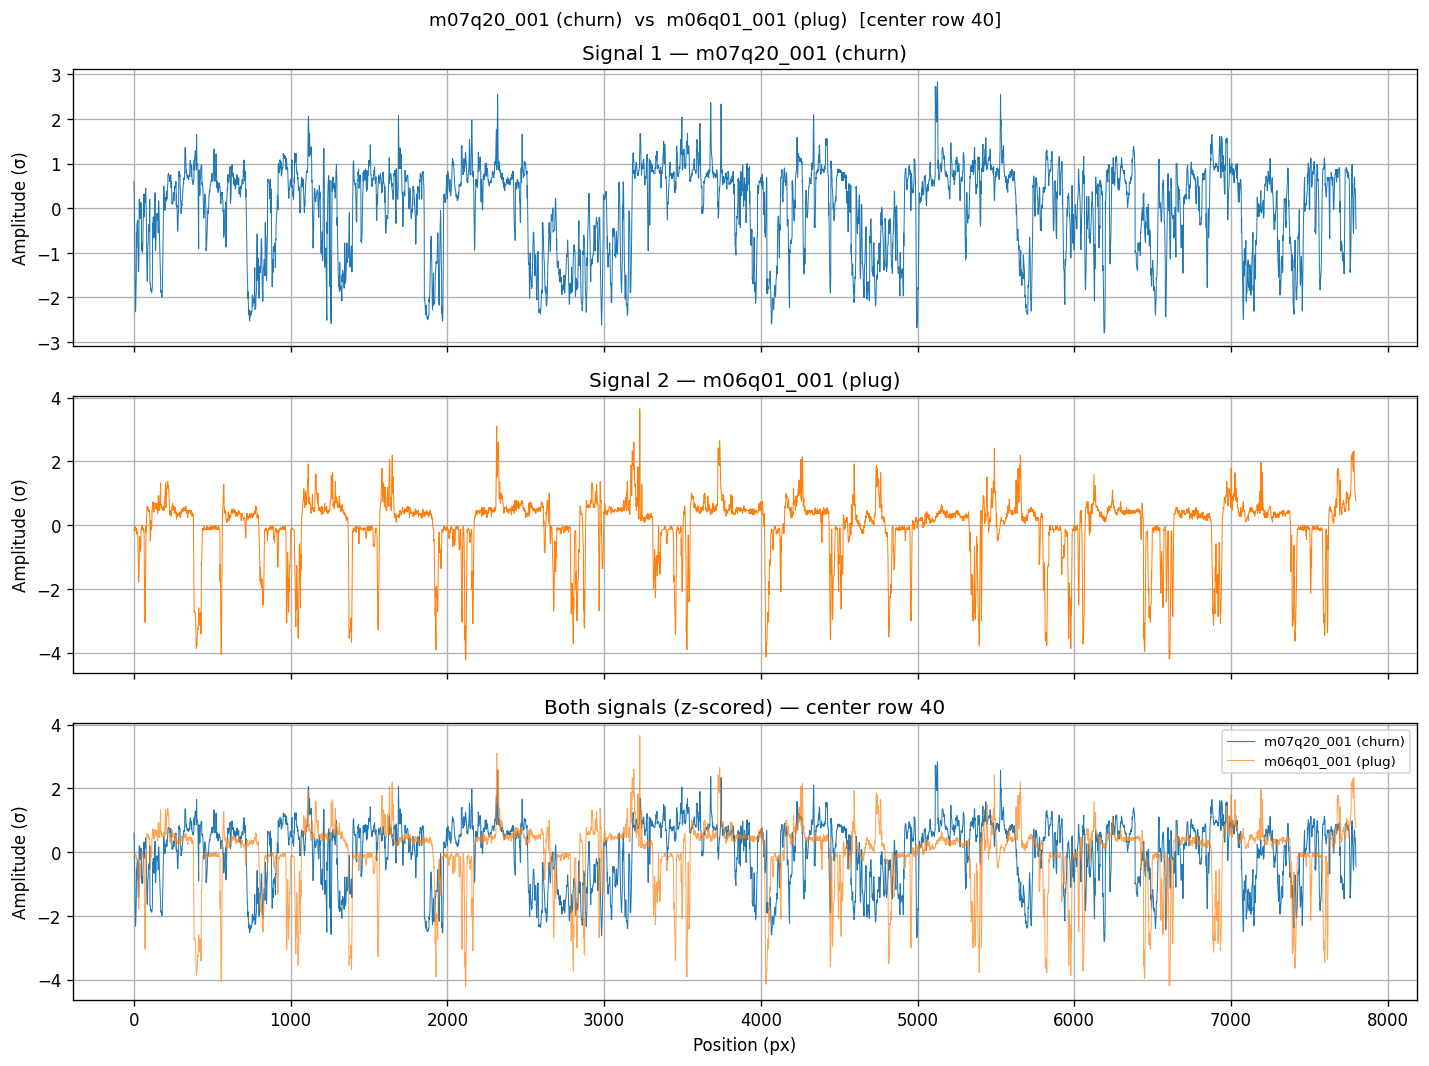 m07q20_001 (churn)  vs  m06q01_001 (plug)  [center row 40]
Signal 1 — m07q20_001 (churn)
Amplitude (σ)
3
2
1
0
−1
−2
−3
Signal 2 — m06q01_001 (plug)
Amplitude (σ)
4
2
0
−2
−4
Both signals (z-scored) — center row 40
Amplitude (σ)
4
2
0
−2
−4
m07q20_001 (churn)
m06q01_001 (plug)
0 1000 2000 3000 4000 5000 6000 7000 8000
Position (px)